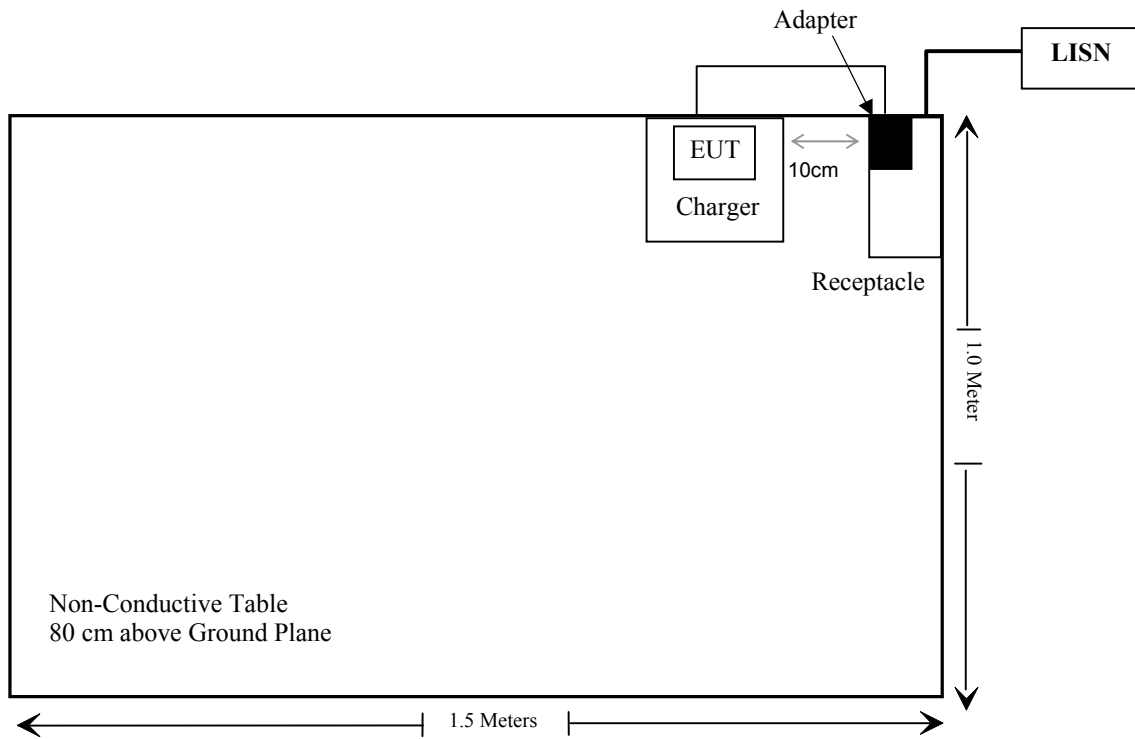 Adapter
LISN
EUT
10cm
Charger
Receptacle
1.0 Meter
Non-Conductive Table
80 cm above Ground Plane
1.5 Meters